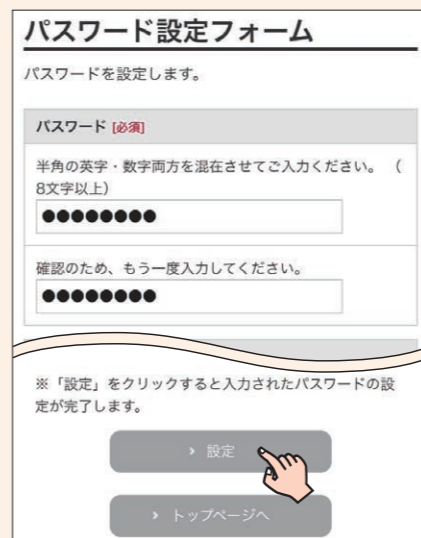 パスワード設定フォーム
パスワードを設定します。
パスワード [必須]
半角の英字・数字両方を混在させてご入力ください。 （
8文字以上）
●●●●●●●●
確認のため、もう一度入力してください。
●●●●●●●●
※「設定」をクリックすると入力されたパスワードの設
定が完了します。
› 設定
› トップページへ